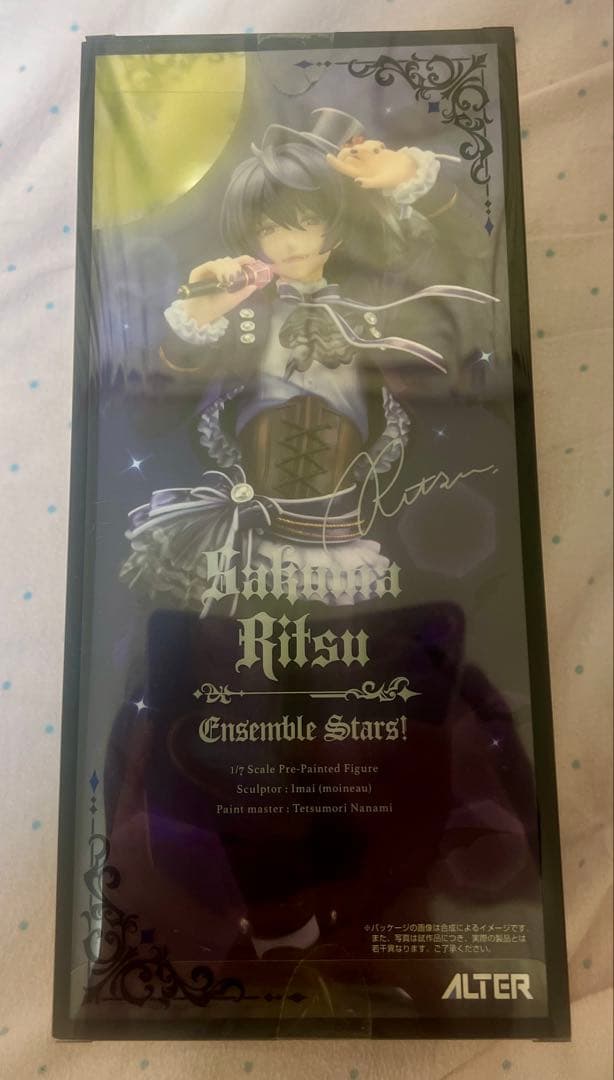 Ritsu.
Sakuma
Ritsu
Ensemble Stars!
1/7 Scale Pre-Painted Figure
Sculptor : Imai (moineau)
Paint master : Tetsumori Nanami
※パッケージの画像は合成によるイメージです。
また、写真は試作品につき、実際の製品とは
若干異なります。ご了承ください。
ALTER